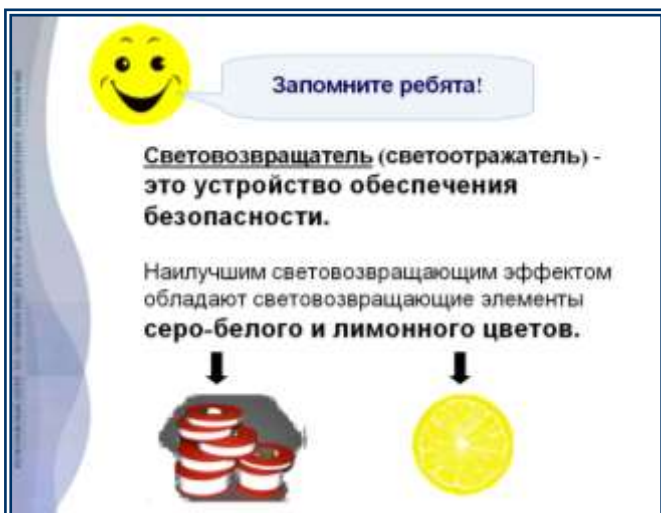 Запомните ребята!
Световозвращатель (светоотражатель) -
это устройство обеспечения
безопасности.
Наилучшим световозвращающим эффектом
обладают световозвращающие элементы
серо-белого и лимонного цветов.